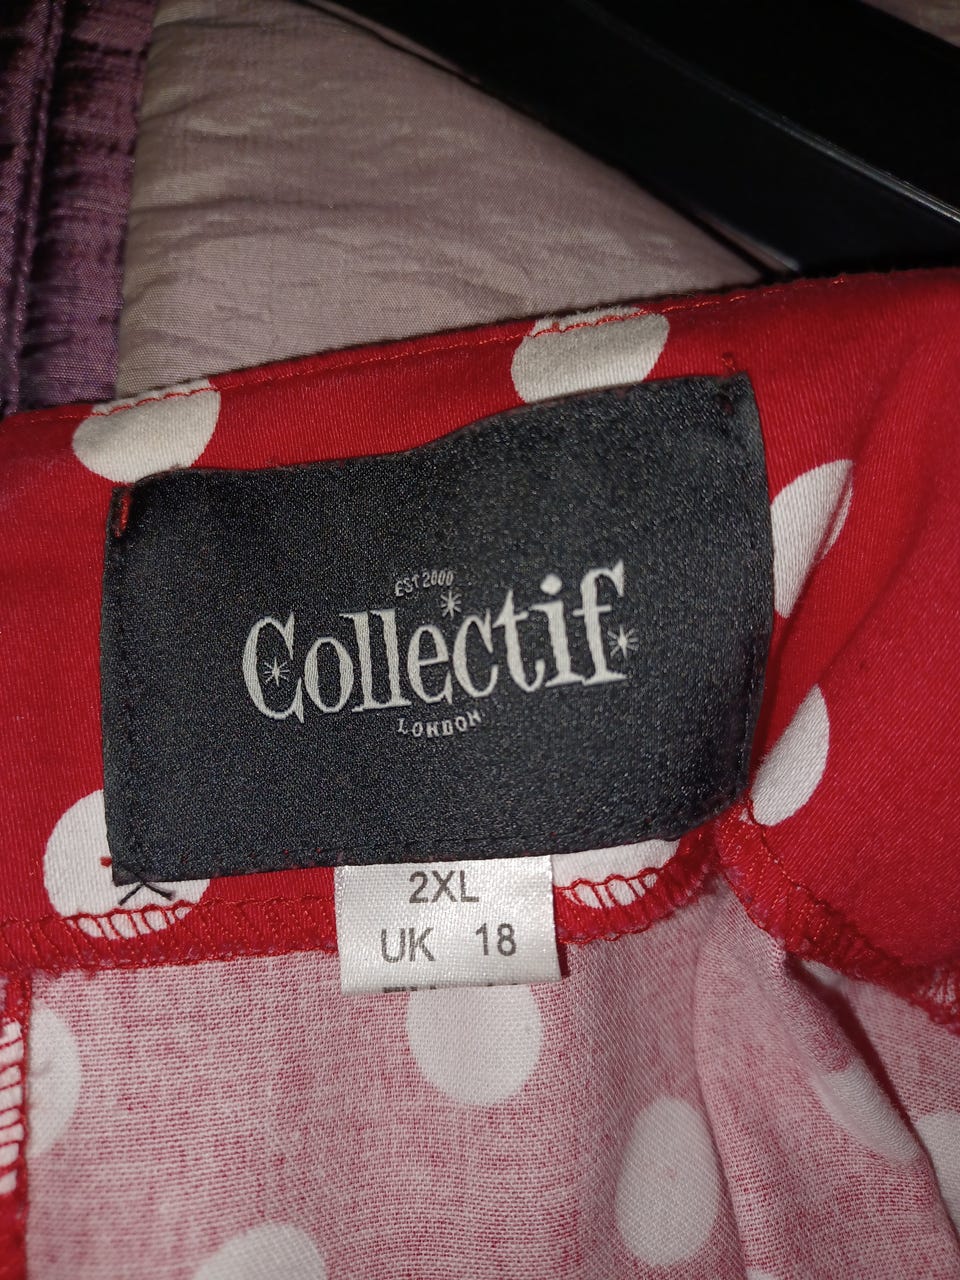 EST 2000
Collectif
LONDON
2XL
UK 18